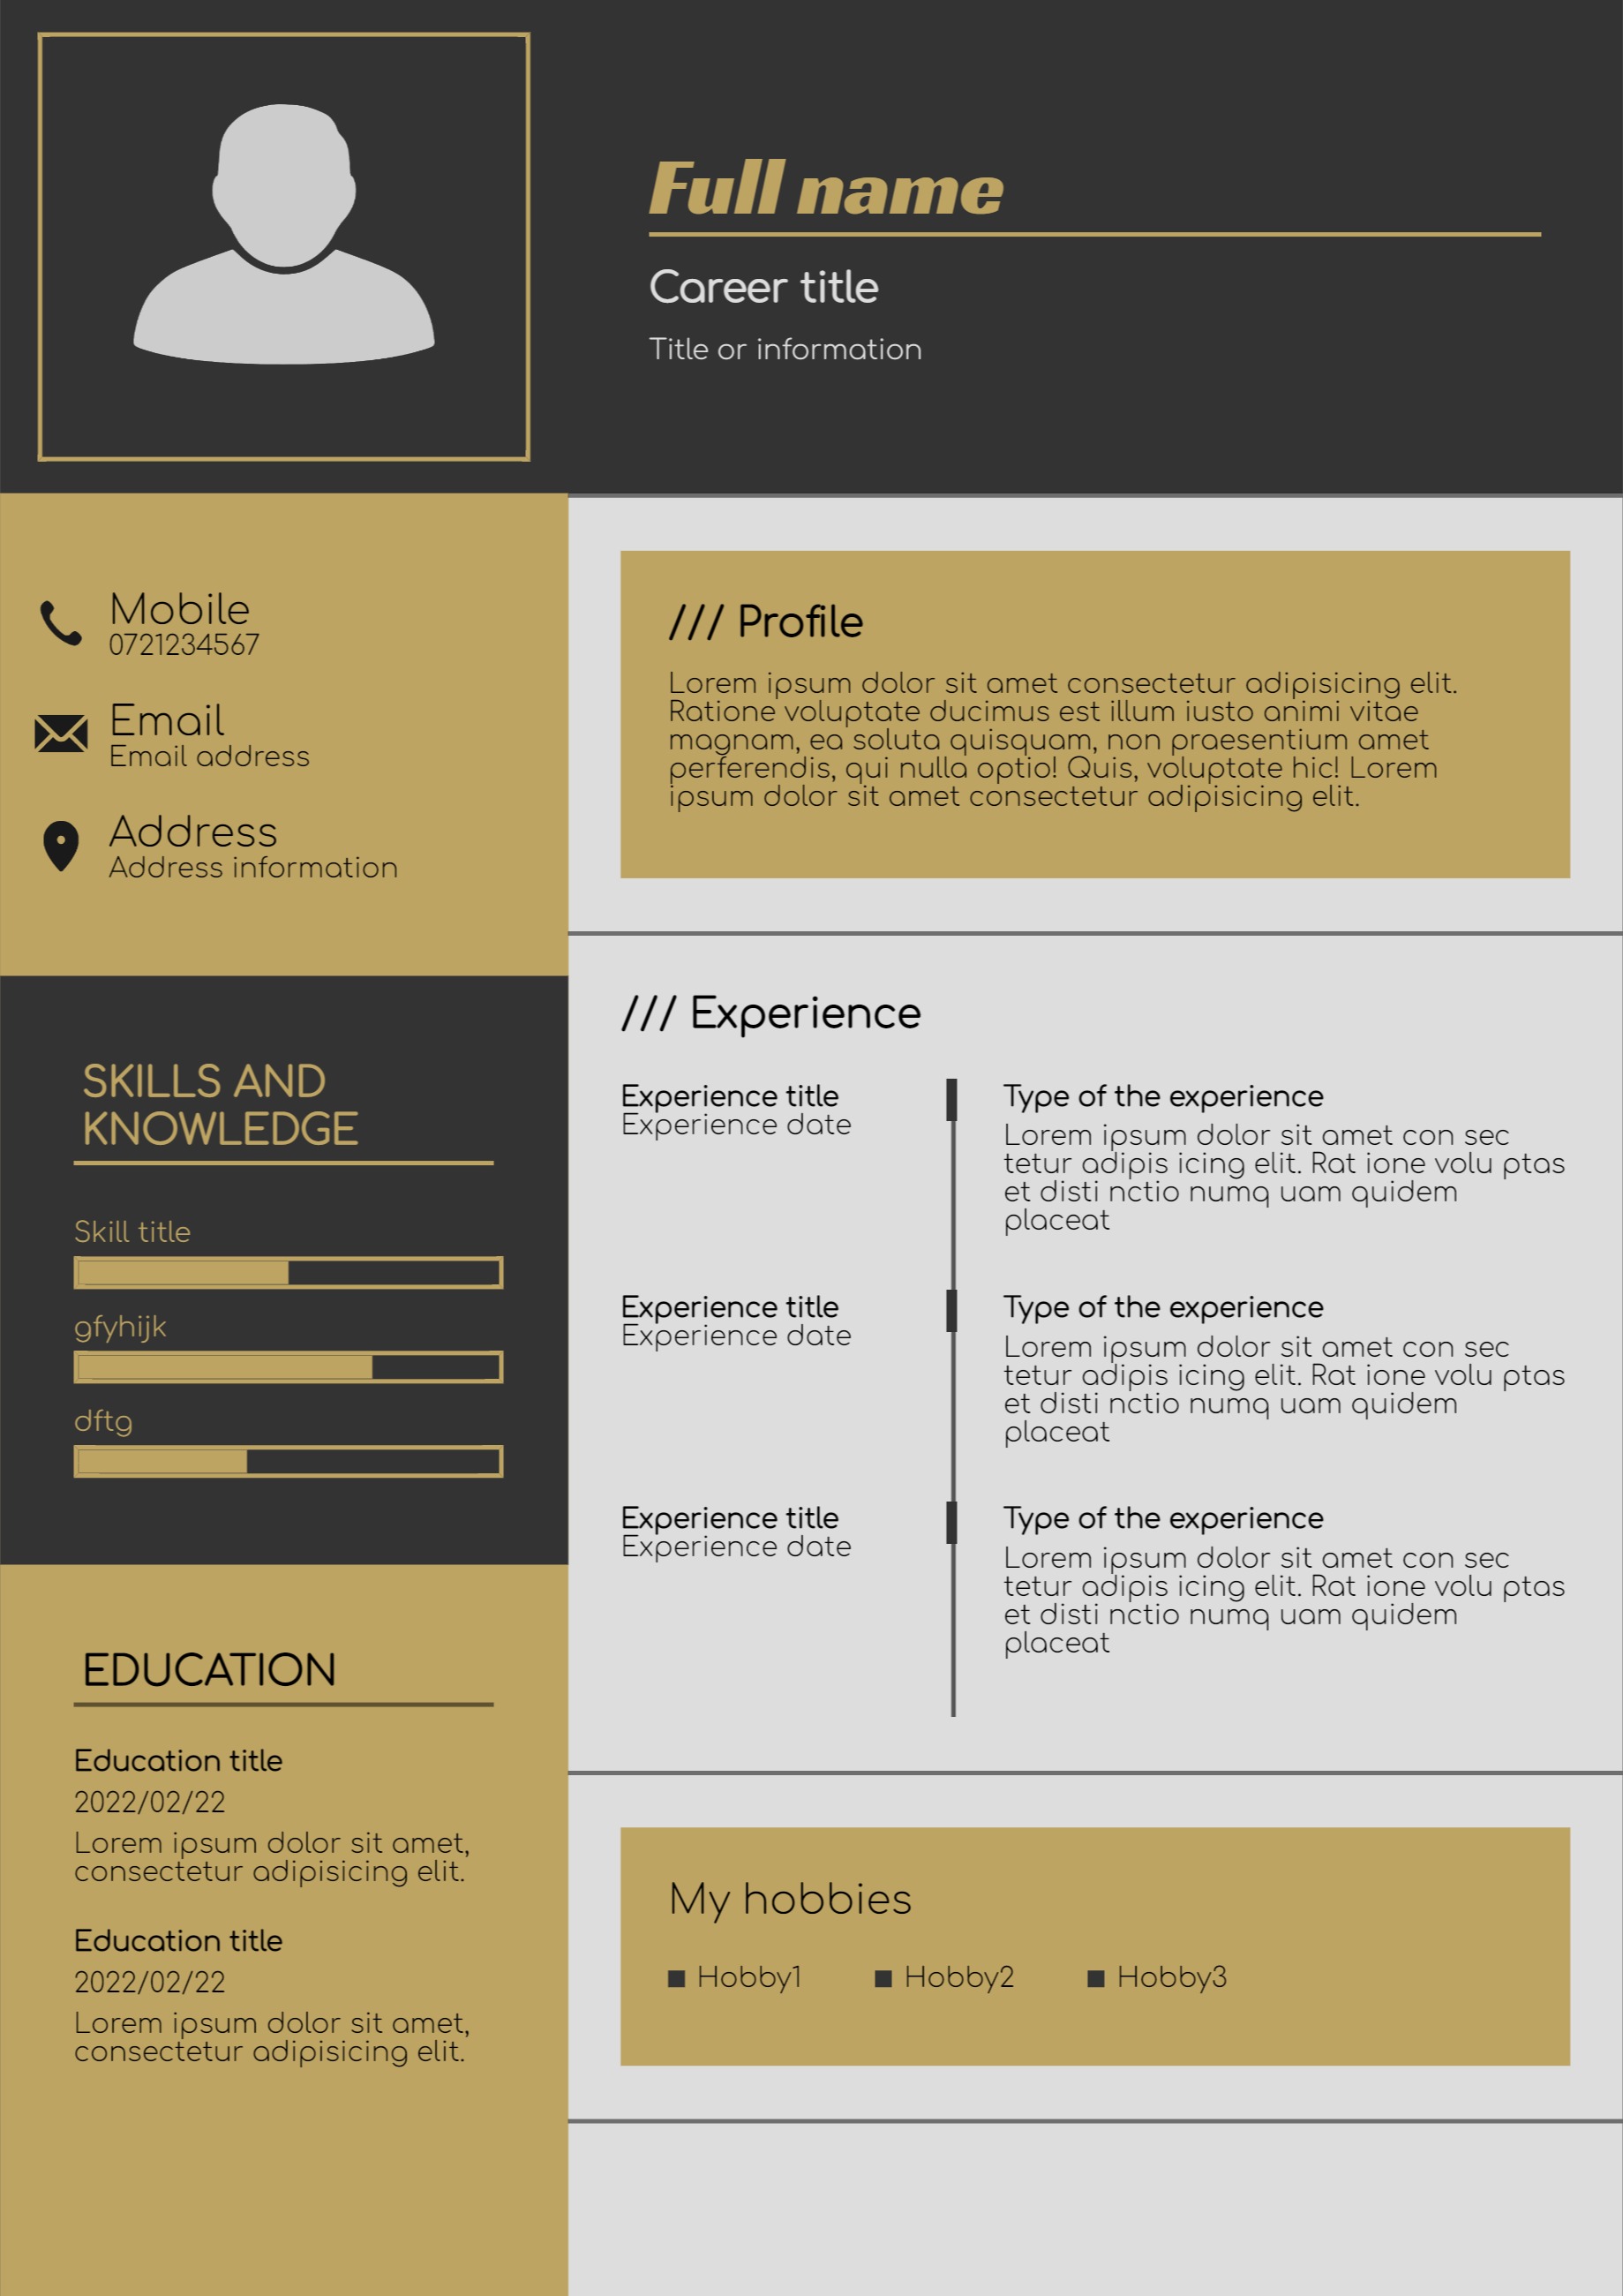 Full name
Career title
Title or information
Mobile
0721234567
Email
Email address
Address
Address information
SKILLS AND
KNOWLEDGE
Skill title
gfyhijk
dftg
EDUCATION
Education title
2022/02/22
Lorem ipsum dolor sit amet,
consectetur adipisicing elit.
Education title
2022/02/22
Lorem ipsum dolor sit amet,
consectetur adipisicing elit.
/// Profile
Lorem ipsum dolor sit amet consectetur adipisicing elit.
Ratione voluptate ducimus est illum iusto animi vitae
magnam, ea soluta quisquam, non praesentium amet
perferendis, qui nulla optio! Quis, voluptate hic! Lorem
ipsum dolor sit amet consectetur adipisicing elit.
/// Experience
Experience title
Experience date
Type of the experience
Lorem ipsum dolor sit amet con sec
tetur adipis icing elit. Rat ione volu ptas
et disti nctio numq uam quidem
placeat
Experience title
Experience date
Type of the experience
Lorem ipsum dolor sit amet con sec
tetur adipis icing elit. Rat ione volu ptas
et disti nctio numq uam quidem
placeat
Experience title
Experience date
Type of the experience
Lorem ipsum dolor sit amet con sec
tetur adipis icing elit. Rat ione volu ptas
et disti nctio numq uam quidem
placeat
My hobbies
Hobby1 Hobby2 Hobby3